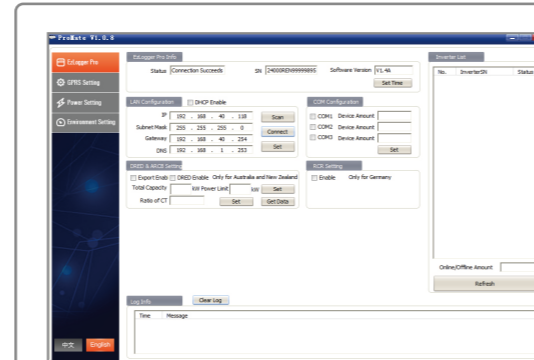 ProMate V1.0.8
EzLogger Pro
GPRS Setting
Power Setting
Environment Setting
中文 English
EzLogger Pro Info
Status Connection Succeeds SN Software Version V1.46
Set Time
LAN Configuration DHCP Enable
IP 192 . 168 . 40 . 118 Scan
Subnet Mask 255 . 255 . 255 . 0 Connect
Gateway 192 . 168 . 40 . 254
DNS 192 . 168 . 1 . 253 Set
COM Configuration
COM1 Device Amount
COM2 Device Amount
COM3 Device Amount
Set
DRED & ARCB Setting
Export Enab DRED Enable Only for Australia and New Zealand
Total Capacity kW Power Limit kW Set
Ratio of CT Set Get Data
RCR Setting
Enable Only for Germany
Log Info Clear Log
Time Message
Inverter List
No. InverterSN Status
Online/Offline Amount
Refresh